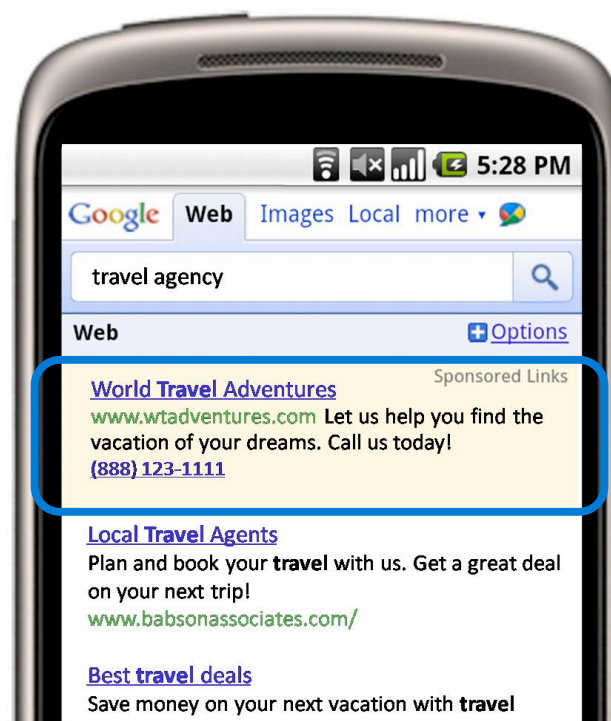 5:28 PM
Google Web Images Local more
travel agency
Web Options
Sponsored Links
World Travel Adventures
www.wtadventures.com Let us help you find the
vacation of your dreams. Call us today!
(888) 123-1111
Local Travel Agents
Plan and book your travel with us. Get a great deal
on your next trip!
www.babsonassociates.com/
Best travel deals
Save money on your next vacation with travel